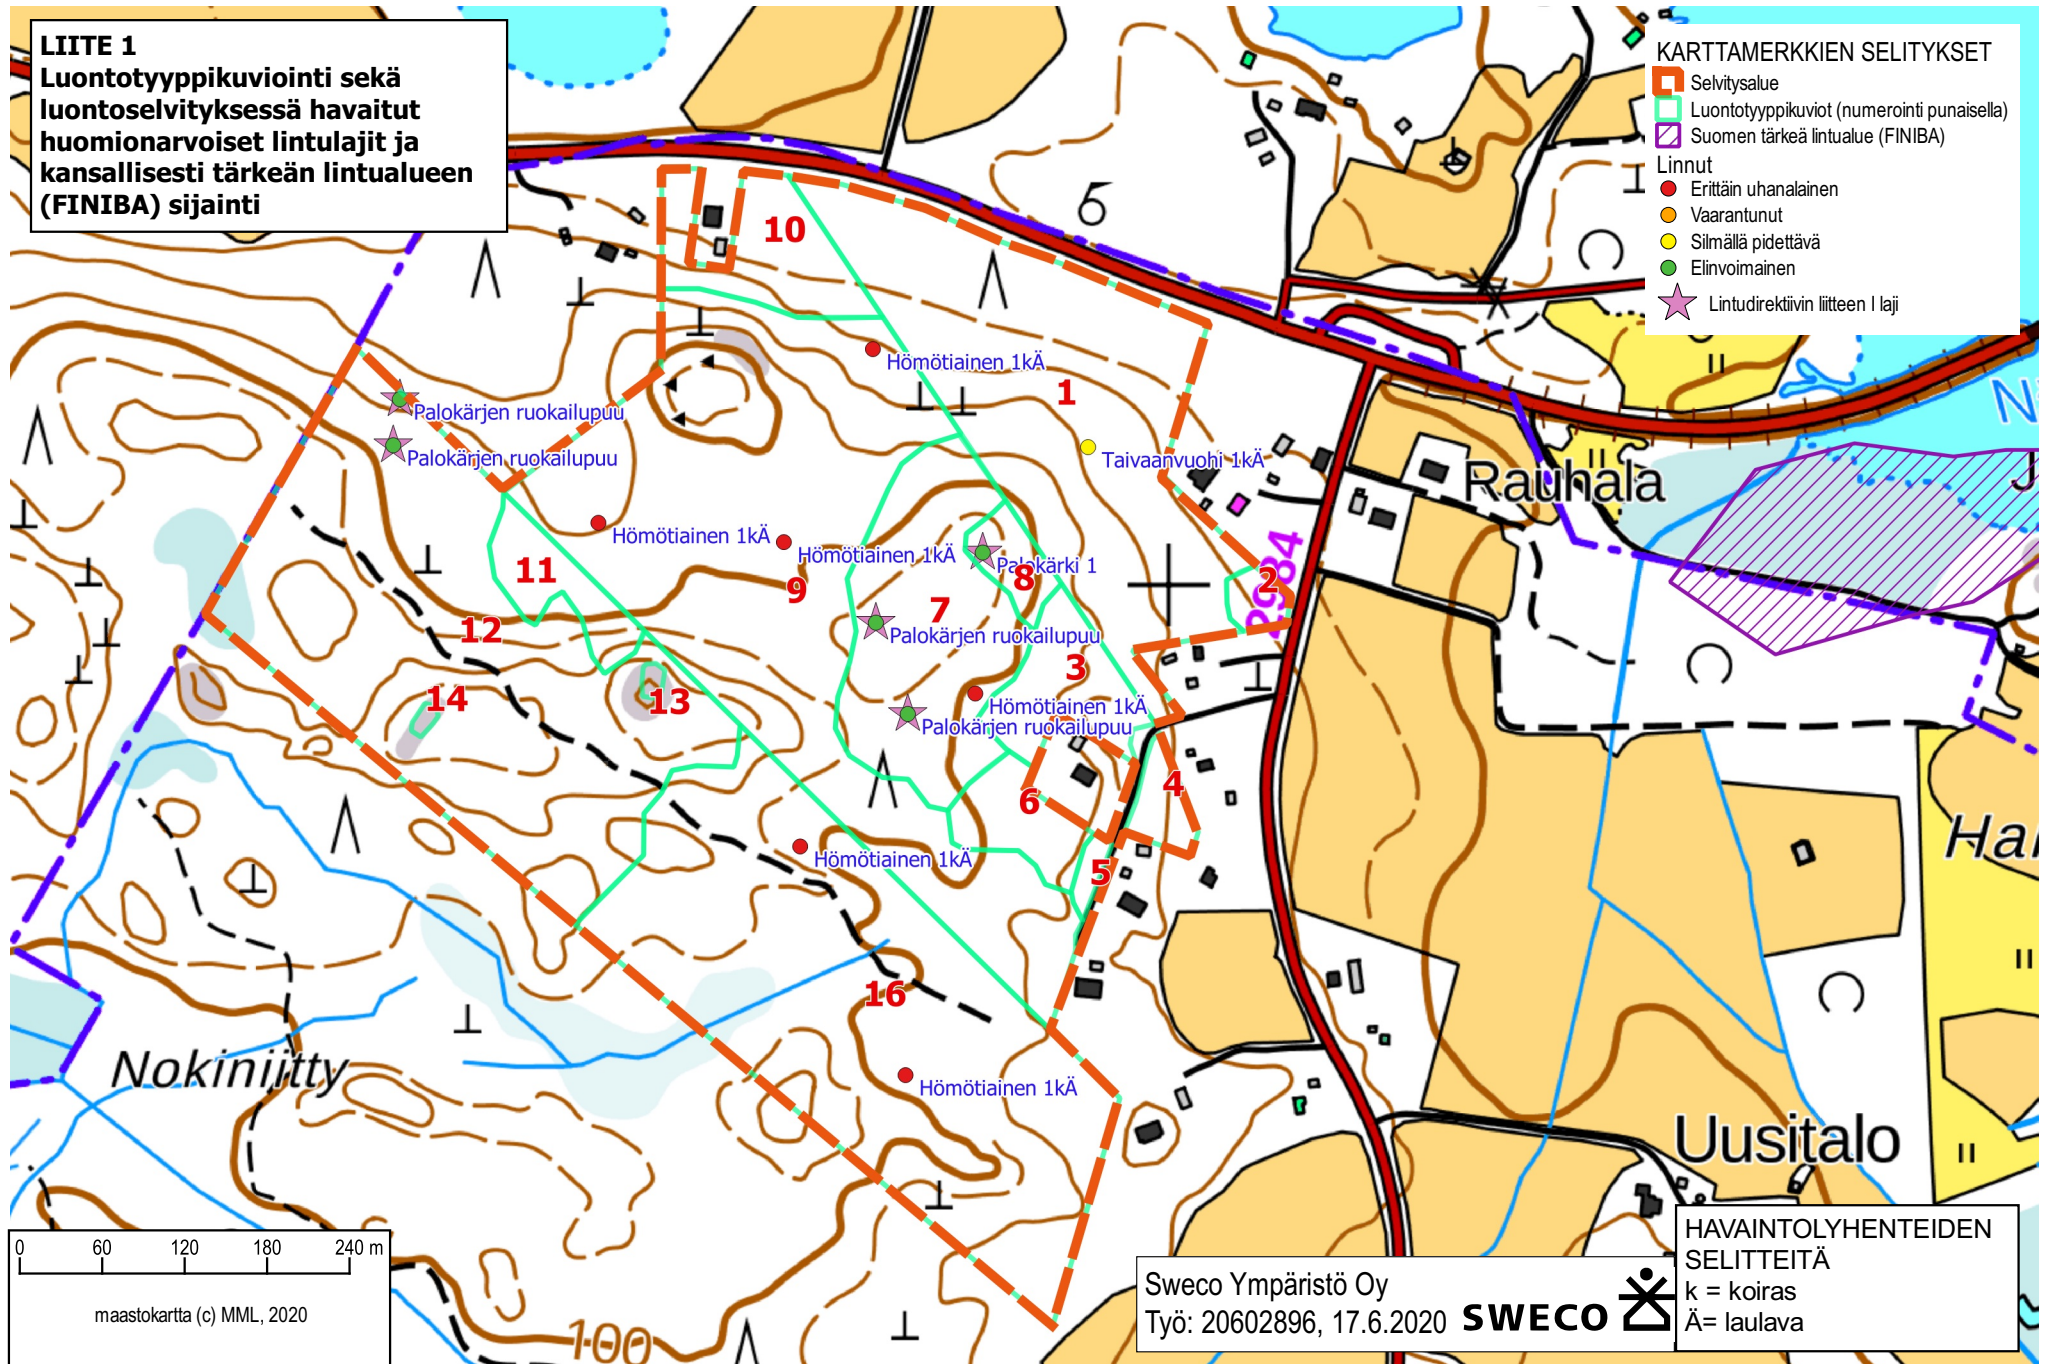 LIITE 1
Luontotyyppikuviointi sekä
luontoselvityksessä havaitut
huomionarvoiset lintulajit ja
kansallisesti tärkeän lintualueen
(FINIBA) sijainti
KARTTAMERKKIEN SELITYKSET
Selvitysalue
Luontotyyppikuviot (numerointi punaisella)
Suomen tärkeä lintualue (FINIBA)
Linnut
Erittäin uhanalainen
Vaarantunut
Silmällä pidettävä
Elinvoimainen
Lintudirektiivin liitteen I laji
10
5
Hömötiainen 1kÄ
1
Palokärjen ruokailupuu
Palokärjen ruokailupuu
Taivaanvuohi 1kÄ
Rauhala
Hömötiainen 1kÄ
Hömötiainen 1kÄ
Palokärki 1
11
9
8
2
7
12
Palokärjen ruokailupuu
3
14
13
Hömötiainen 1kÄ
Palokärjen ruokailupuu
6
4
Hömötiainen 1kÄ
5
16
Nokiniitty
Hömötiainen 1kÄ
Uusitalo
100
0 60 120 180 240 m
maastokartta (c) MML, 2020
Sweco Ympäristö Oy
Työ: 20602896, 17.6.2020
SWECO
HAVAINTOLYHENTEIDEN
SELITTEITÄ
k = koiras
Ä= laulava